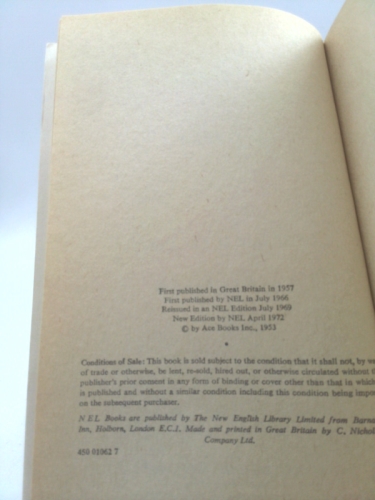 First published in Great Britain in 1957
First published by NEL in July 1966
Reissued in an NEL Edition July 1969
New Edition by NEL April 1972
© by Ace Books Inc., 1953
*
Conditions of Sale: This book is sold subject to the condition that it shall not, by
of trade or otherwise, be lent, re-sold, hired out, or otherwise circulated without
publisher's prior consent in any form of binding or cover other than that in which
is published and without a similar condition including this condition being
on the subsequent purchaser.
NEL Books are published by The New English Library Limited from
Inn, Holborn, London E.C.1. Made and printed in Great Britain by C.
Company Ltd.
450 01062 7